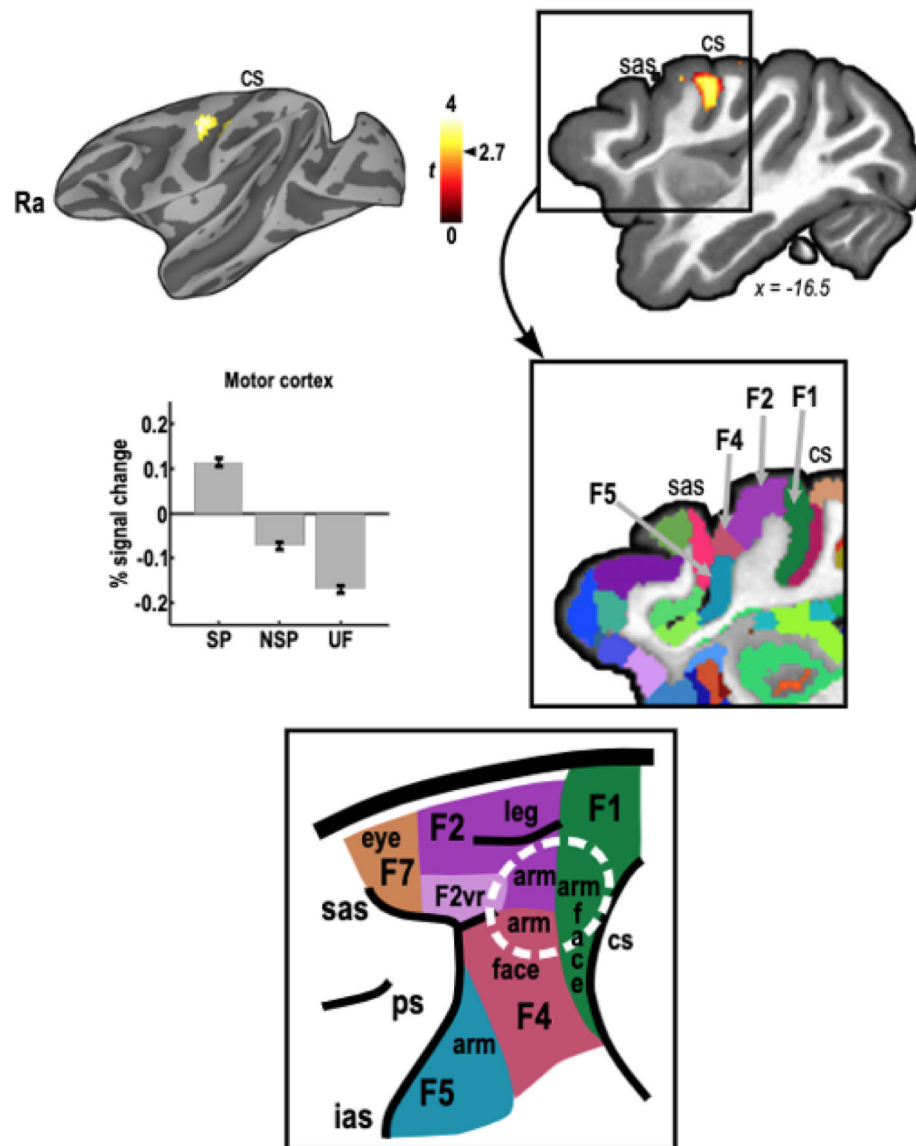 cs
4
2.7
t
0
Ra
sas
cs
x = -16.5
Motor cortex
% signal change
0.2
0.1
0
-0.1
-0.2
SP
NSP
UF
F1
F2
F4
cs
sas
F5
leg
F1
F2
eye
F7
arm
arm
F2vr
sas
arm
face
cs
face
ps
F4
arm
F5
ias